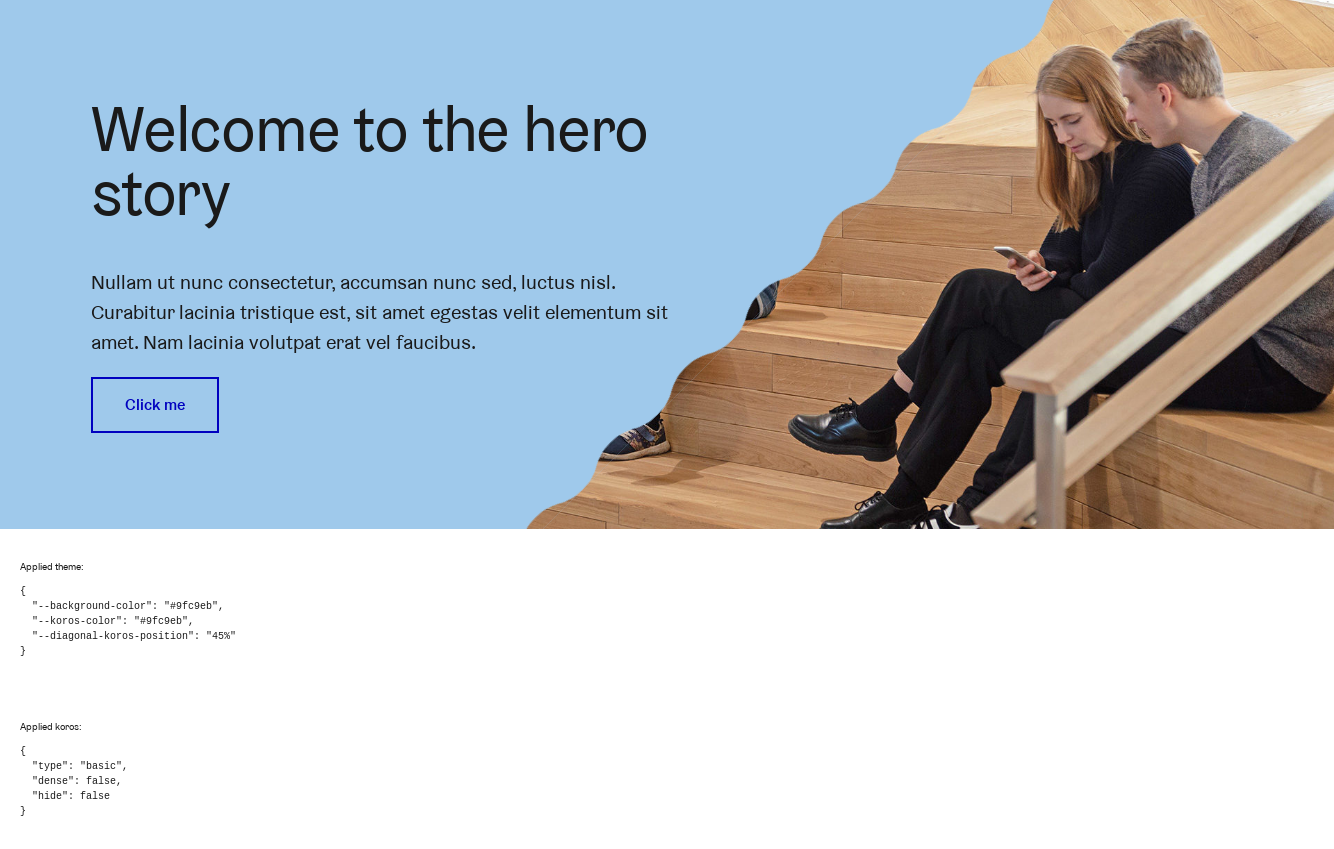 Welcome to the hero
story
Nullam ut nunc consectetur, accumsan nunc sed, luctus nisl.
Curabitur lacinia tristique est, sit amet egestas velit elementum sit
amet. Nam lacinia volutpat erat vel faucibus.
Click me
Applied theme:
{
  "--background-color": "#9fc9eb",
  "--koros-color": "#9fc9eb",
  "--diagonal-koros-position": "45%"
}
Applied koros:
{
  "type": "basic",
  "dense": false,
  "hide": false
}